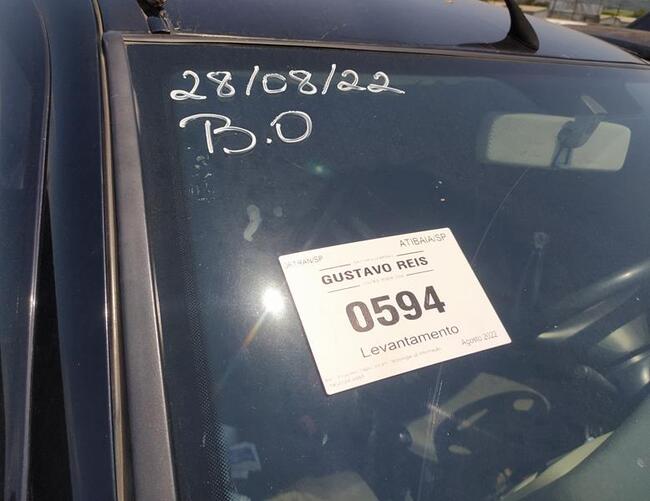 28/08/22
B.O
DETRAN/SP
ATIBAIA/SP
GUSTAVO REIS
0594
Levantamento
Agosto 2022